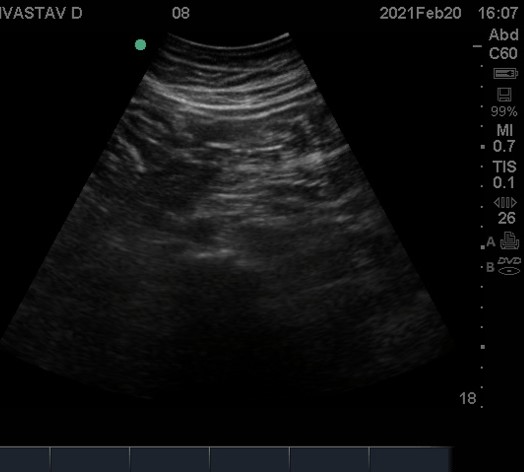 IVASTAV D 08 2021Feb20 16:07
Abd
C60
99%
MI
0.7
TIS
0.1
26
A
B DVD
18